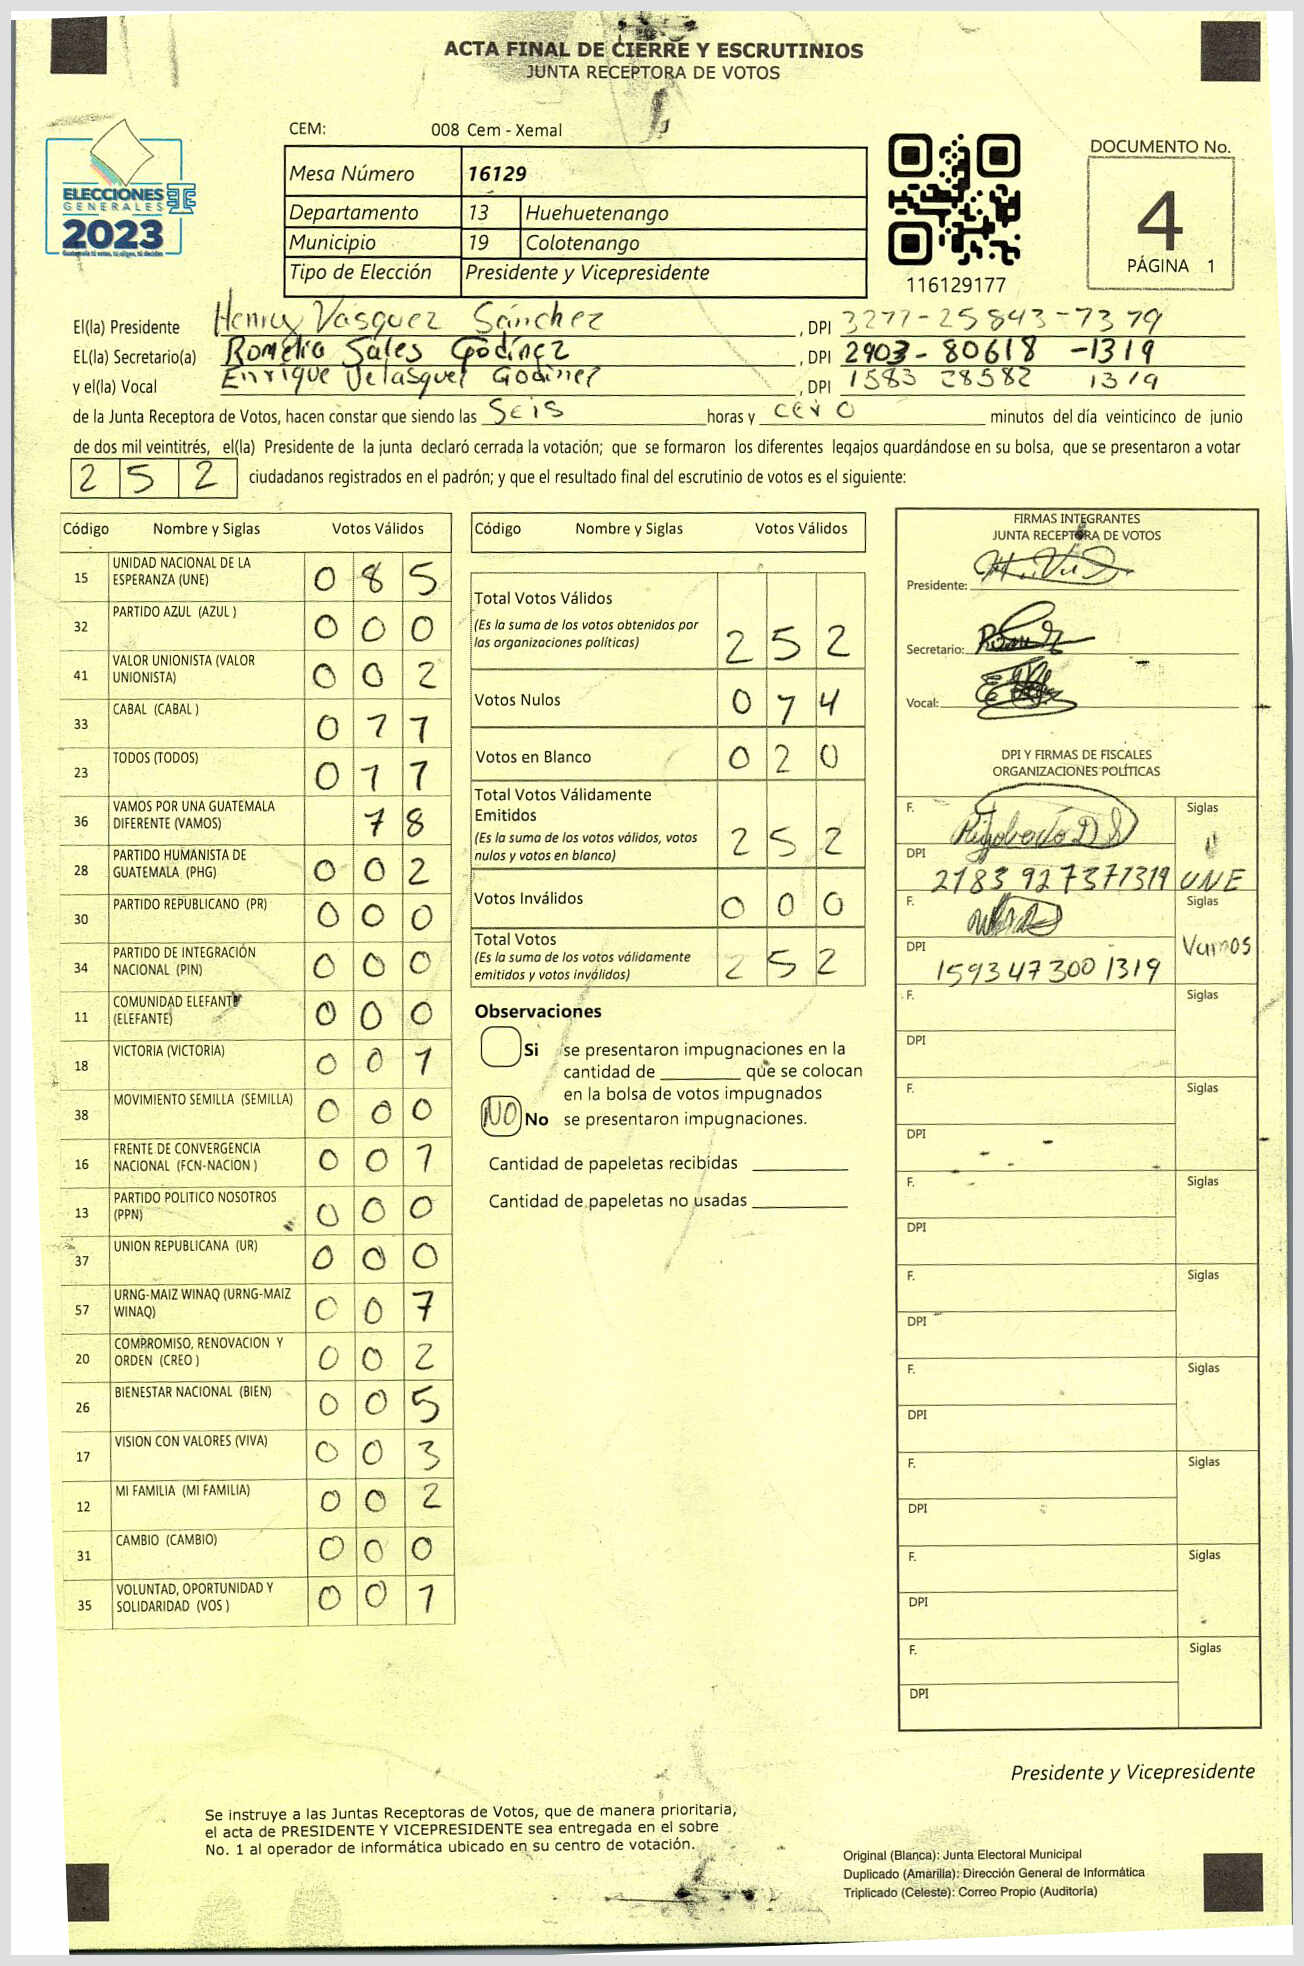 ACTA FINAL DE CIERRE Y ESCRUTINIOS
JUNTA RECEPTORA DE VOTOS
CEM: 008 Cem - Xemal
ELECCIONES
GENERALES
2023
Mesa Número 16129
Departamento 13 Huehuetenango
Municipio 19 Colotenango
Tipo de Elección Presidente y Vicepresidente
116129177
DOCUMENTO No.
4
PÁGINA 1
El(la) Presidente Henry Vásquez Sánchez, DPI 3277-25843-7379
EL(la) Secretario(a) Romelia Sales Godínez, DPI 2903-80618-1319
y el(la) Vocal Enrique Velasquez Godinez, DPI 1583 28582 1319
de la Junta Receptora de Votos, hacen constar que siendo las Seis horas y cero minutos del día veinticinco de junio
de dos mil veintitrés, el(la) Presidente de la junta declaró cerrada la votación; que se formaron los diferentes legajos guardándose en su bolsa, que se presentaron a votar
252 ciudadanos registrados en el padrón; y que el resultado final del escrutinio de votos es el siguiente:
Código Nombre y Siglas Votos Válidos
15 UNIDAD NACIONAL DE LA ESPERANZA (UNE) 0 8 5
32 PARTIDO AZUL (AZUL ) 0 0 0
41 VALOR UNIONISTA (VALOR UNIONISTA) 0 0 2
33 CABAL (CABAL ) 0 7 7
23 TODOS (TODOS) 0 7 7
36 VAMOS POR UNA GUATEMALA DIFERENTE (VAMOS) 7 8
28 PARTIDO HUMANISTA DE GUATEMALA (PHG) 0 0 2
30 PARTIDO REPUBLICANO (PR) 0 0 0
34 PARTIDO DE INTEGRACIÓN NACIONAL (PIN) 0 0 0
11 COMUNIDAD ELEFANTE (ELEFANTE) 0 0 0
18 VICTORIA (VICTORIA) 0 0 1
38 MOVIMIENTO SEMILLA (SEMILLA) 0 0 0
16 FRENTE DE CONVERGENCIA NACIONAL (FCN-NACION ) 0 0 1
13 PARTIDO POLITICO NOSOTROS (PPN) 0 0 0
37 UNION REPUBLICANA (UR) 0 0 0
57 URNG-MAIZ WINAQ (URNG-MAIZ WINAQ) 0 0 7
20 COMPROMISO, RENOVACION Y ORDEN (CREO ) 0 0 2
26 BIENESTAR NACIONAL (BIEN) 0 0 5
17 VISION CON VALORES (VIVA) 0 0 3
12 MI FAMILIA (MI FAMILIA) 0 0 2
31 CAMBIO (CAMBIO) 0 0 0
35 VOLUNTAD, OPORTUNIDAD Y SOLIDARIDAD (VOS ) 0 0 1
Código Nombre y Siglas Votos Válidos
Total Votos Válidos
(Es la suma de los votos obtenidos por las organizaciones políticas) 2 5 2
Votos Nulos 0 7 4
Votos en Blanco 0 2 0
Total Votos Válidamente Emitidos
(Es la suma de los votos válidos, votos nulos y votos en blanco) 2 5 2
Votos Inválidos 0 0 0
Total Votos
(Es la suma de los votos válidamente emitidos y votos inválidos) 2 5 2
Observaciones
Si se presentaron impugnaciones en la
cantidad de ________ que se colocan
en la bolsa de votos impugnados
NO No se presentaron impugnaciones.
Cantidad de papeletas recibidas ________
Cantidad de papeletas no usadas ________
FIRMAS INTEGRANTES
JUNTA RECEPTORA DE VOTOS
Presidente:
Secretario:
Vocal:
DPI Y FIRMAS DE FISCALES
ORGANIZACIONES POLÍTICAS
F. Rigoberto D S Siglas
DPI 2183 92737 1319 UNE
F. Siglas
DPI 1593 47300 1319 Vamos
F. Siglas
DPI
F. Siglas
DPI
F. Siglas
DPI
F. Siglas
DPI
F. Siglas
DPI
F. Siglas
DPI
F. Siglas
DPI
F. Siglas
DPI
Presidente y Vicepresidente
Se instruye a las Juntas Receptoras de Votos, que de manera prioritaria,
el acta de PRESIDENTE Y VICEPRESIDENTE sea entregada en el sobre
No. 1 al operador de informática ubicado en su centro de votación.
Original (Blanca): Junta Electoral Municipal
Duplicado (Amarilla): Dirección General de Informática
Triplicado (Celeste): Correo Propio (Auditoría)